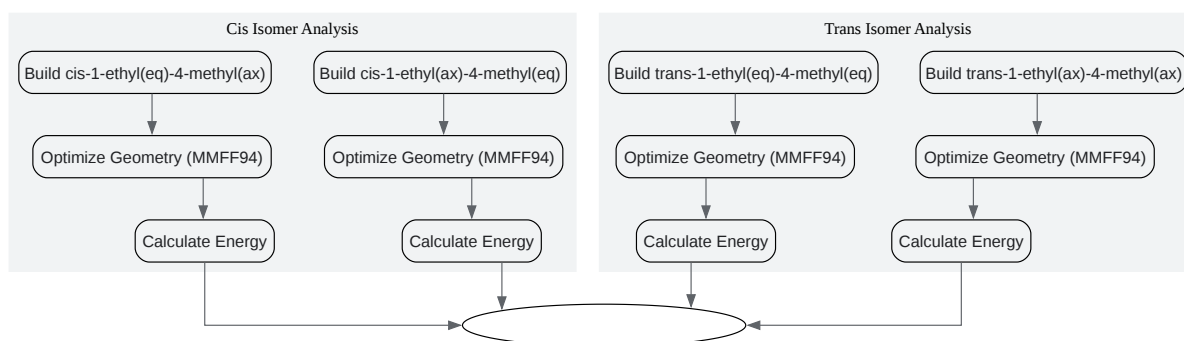 Cis Isomer Analysis
Trans Isomer Analysis
Build cis-1-ethyl(eq)-4-methyl(ax)
Build cis-1-ethyl(ax)-4-methyl(eq)
Build trans-1-ethyl(eq)-4-methyl(eq)
Build trans-1-ethyl(ax)-4-methyl(ax)
Optimize Geometry (MMFF94)
Optimize Geometry (MMFF94)
Optimize Geometry (MMFF94)
Optimize Geometry (MMFF94)
Calculate Energy
Calculate Energy
Calculate Energy
Calculate Energy